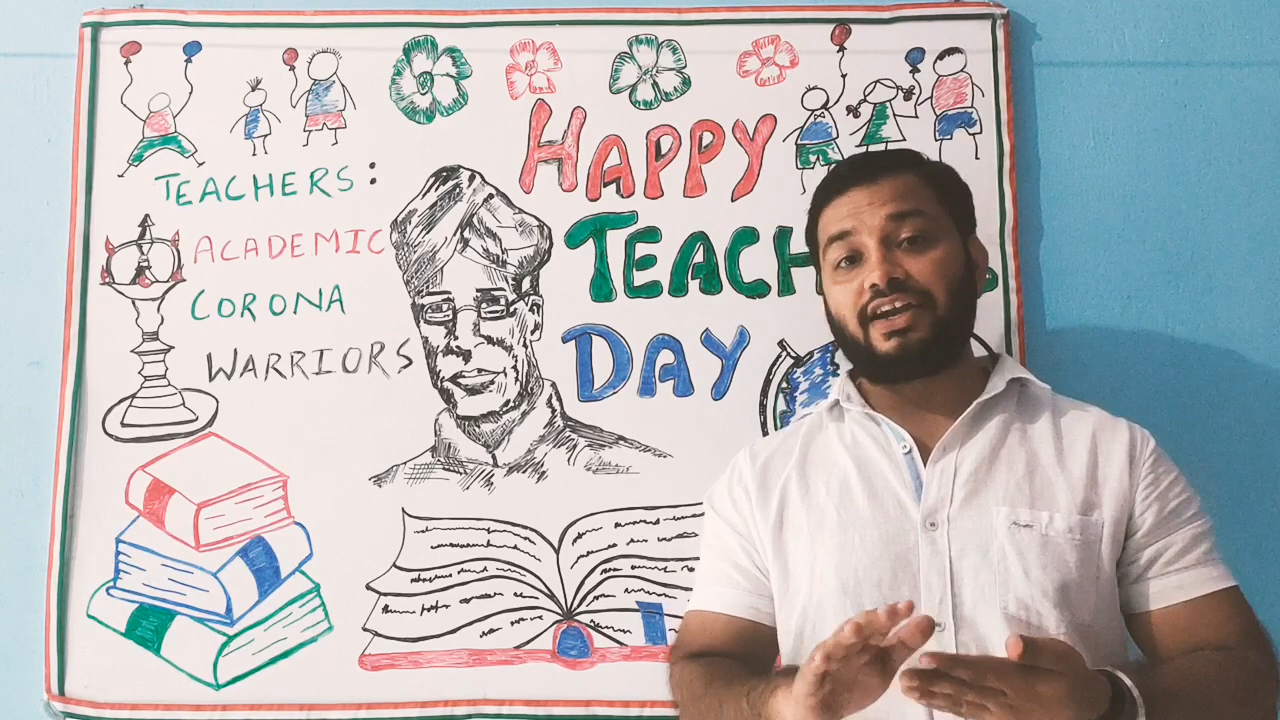 TEACHERS:
ACADEMIC
CORONA
WARRIORS
HAPPY
TEACH
DAY